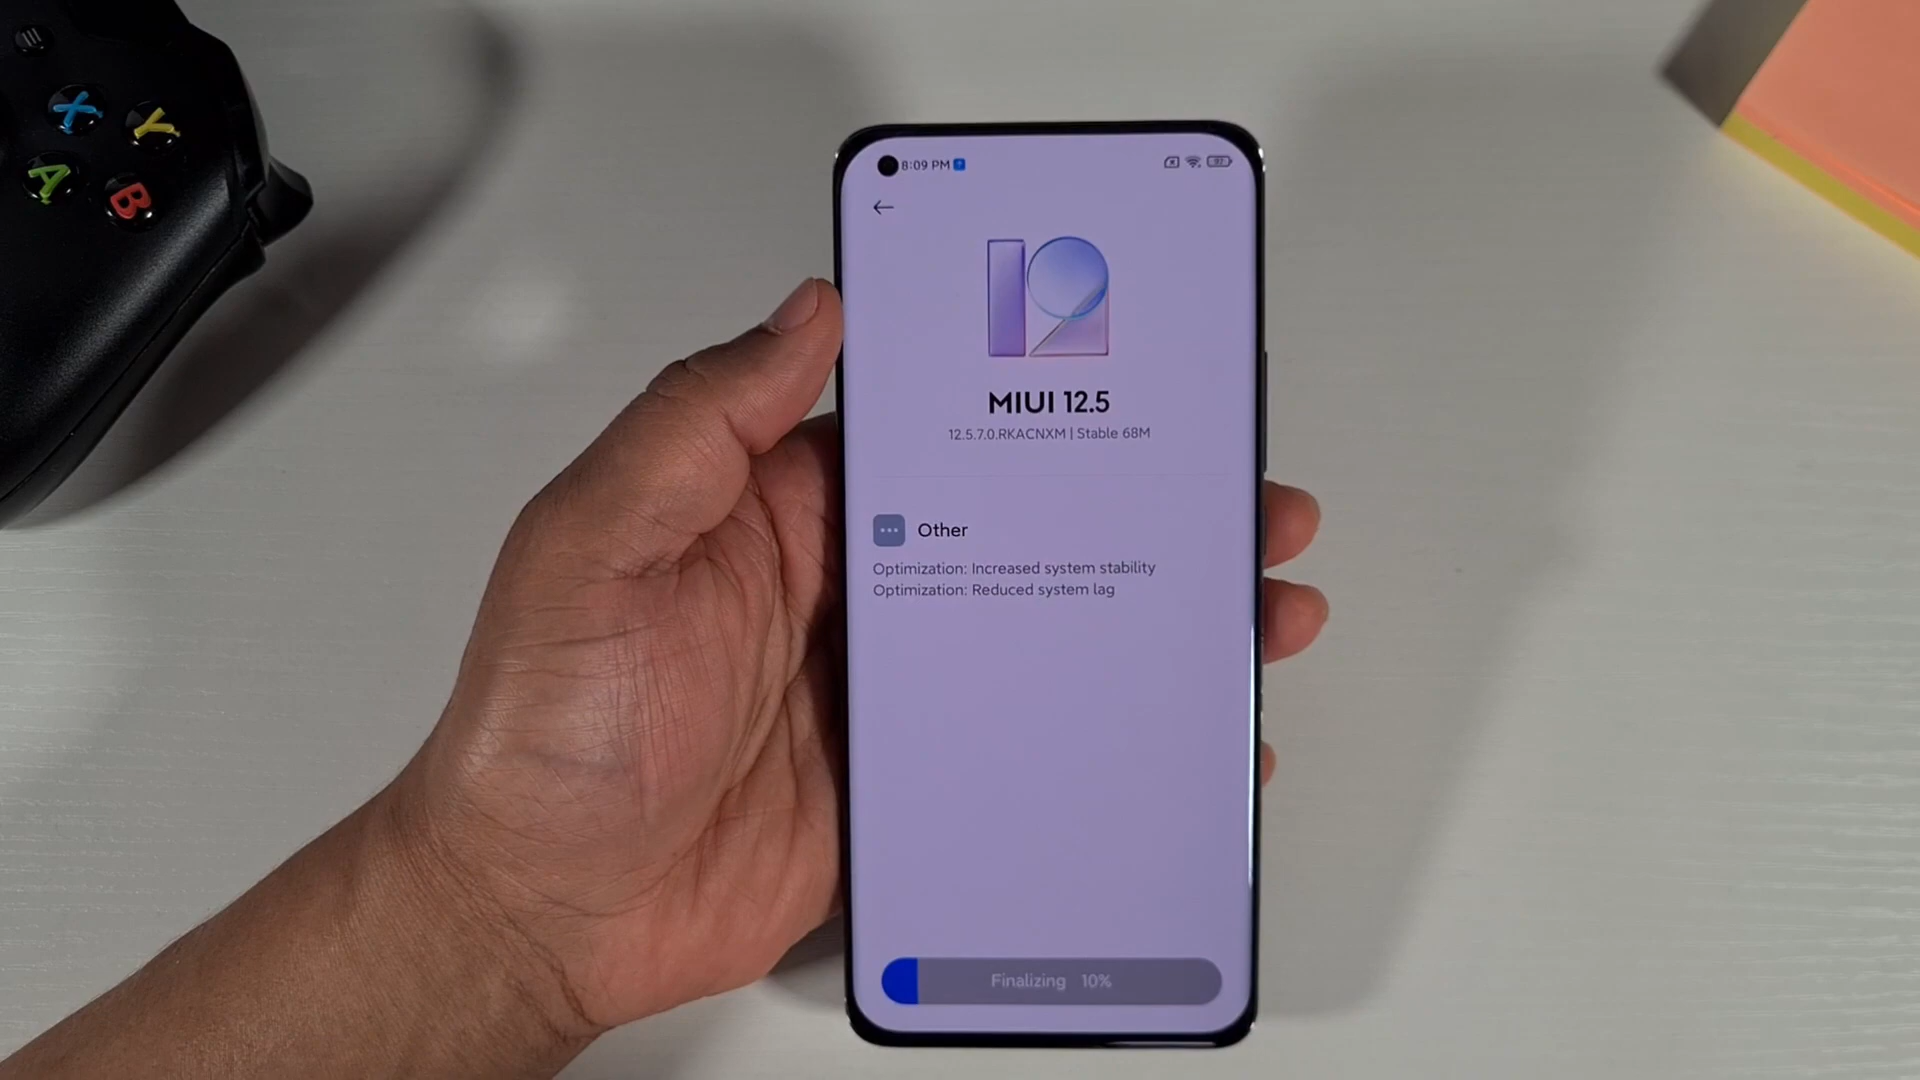 X
Y
A
B
8:09 PM
12
MIUI 12.5
12.5.7.0.RKACNXM | Stable 68M
Other
Optimization: Increased system stability
Optimization: Reduced system lag
Finalizing 10%